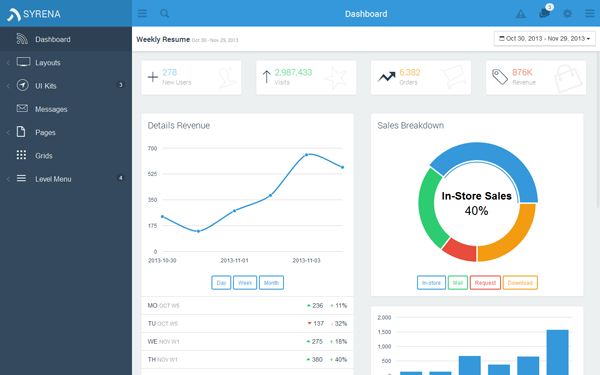 SYRENA
Dashboard
3
Dashboard
Layouts
UI Kits 3
Messages
Pages
Grids
Level Menu 4
Weekly Resume Oct 30 - Nov 29, 2013
Oct 30, 2013 - Nov 29, 2013
278
New Users
2,987,433
Visits
6,382
Orders
876K
Revenue
Details Revenue
700
525
350
175
0
2013-10-30 2013-11-01 2013-11-03
Day Week Month
MO OCT W5 236 + 11%
TU OCT W5 137 - 32%
WE NOV W1 275 + 18%
TH NOV W1 380 + 40%
Sales Breakdown
In-Store Sales
40%
In-store Mail Request Download
2,000
1,500
1,000
500
0